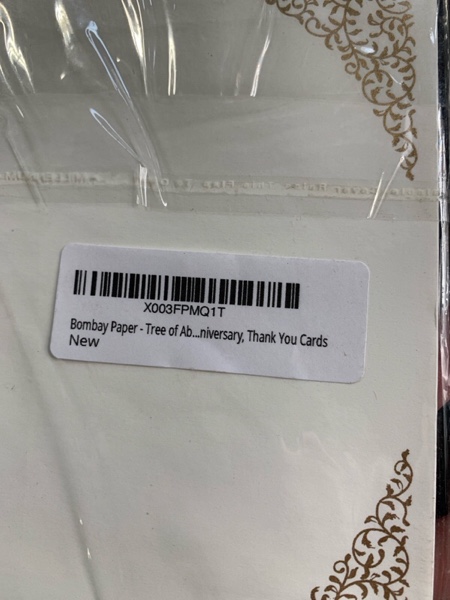 X003FPMQ1T
Bombay Paper - Tree of Ab...niversary, Thank You Cards
New